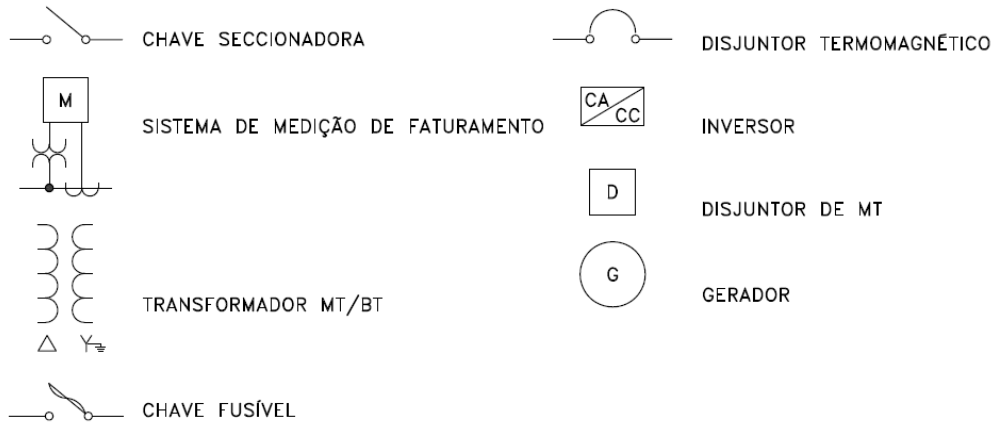 CHAVE SECCIONADORA
M
SISTEMA DE MEDIÇÃO DE FATURAMENTO
TRANSFORMADOR MT/BT
CHAVE FUSÍVEL
DISJUNTOR TERMOMAGNÉTICO
CA
CC
INVERSOR
D
DISJUNTOR DE MT
G
GERADOR